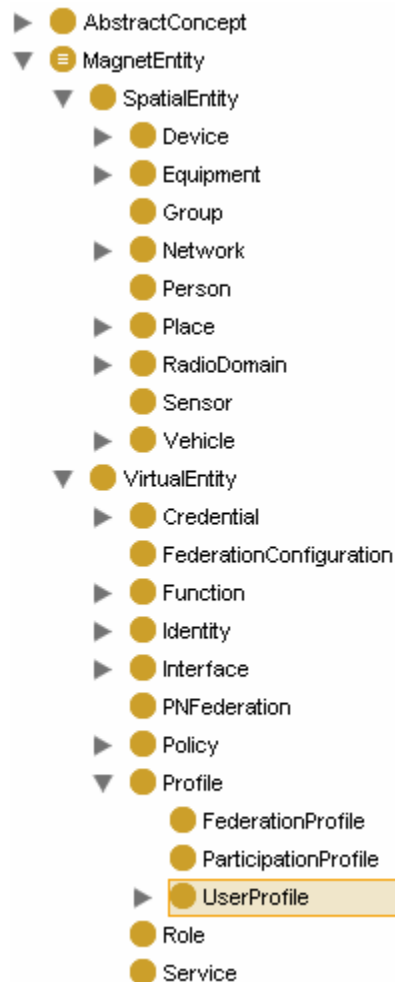 AbstractConcept
MagnetEntity
SpatialEntity
Device
Equipment
Group
Network
Person
Place
RadioDomain
Sensor
Vehicle
VirtualEntity
Credential
FederationConfiguration
Function
Identity
Interface
PNFederation
Policy
Profile
FederationProfile
ParticipationProfile
UserProfile
Role
Service